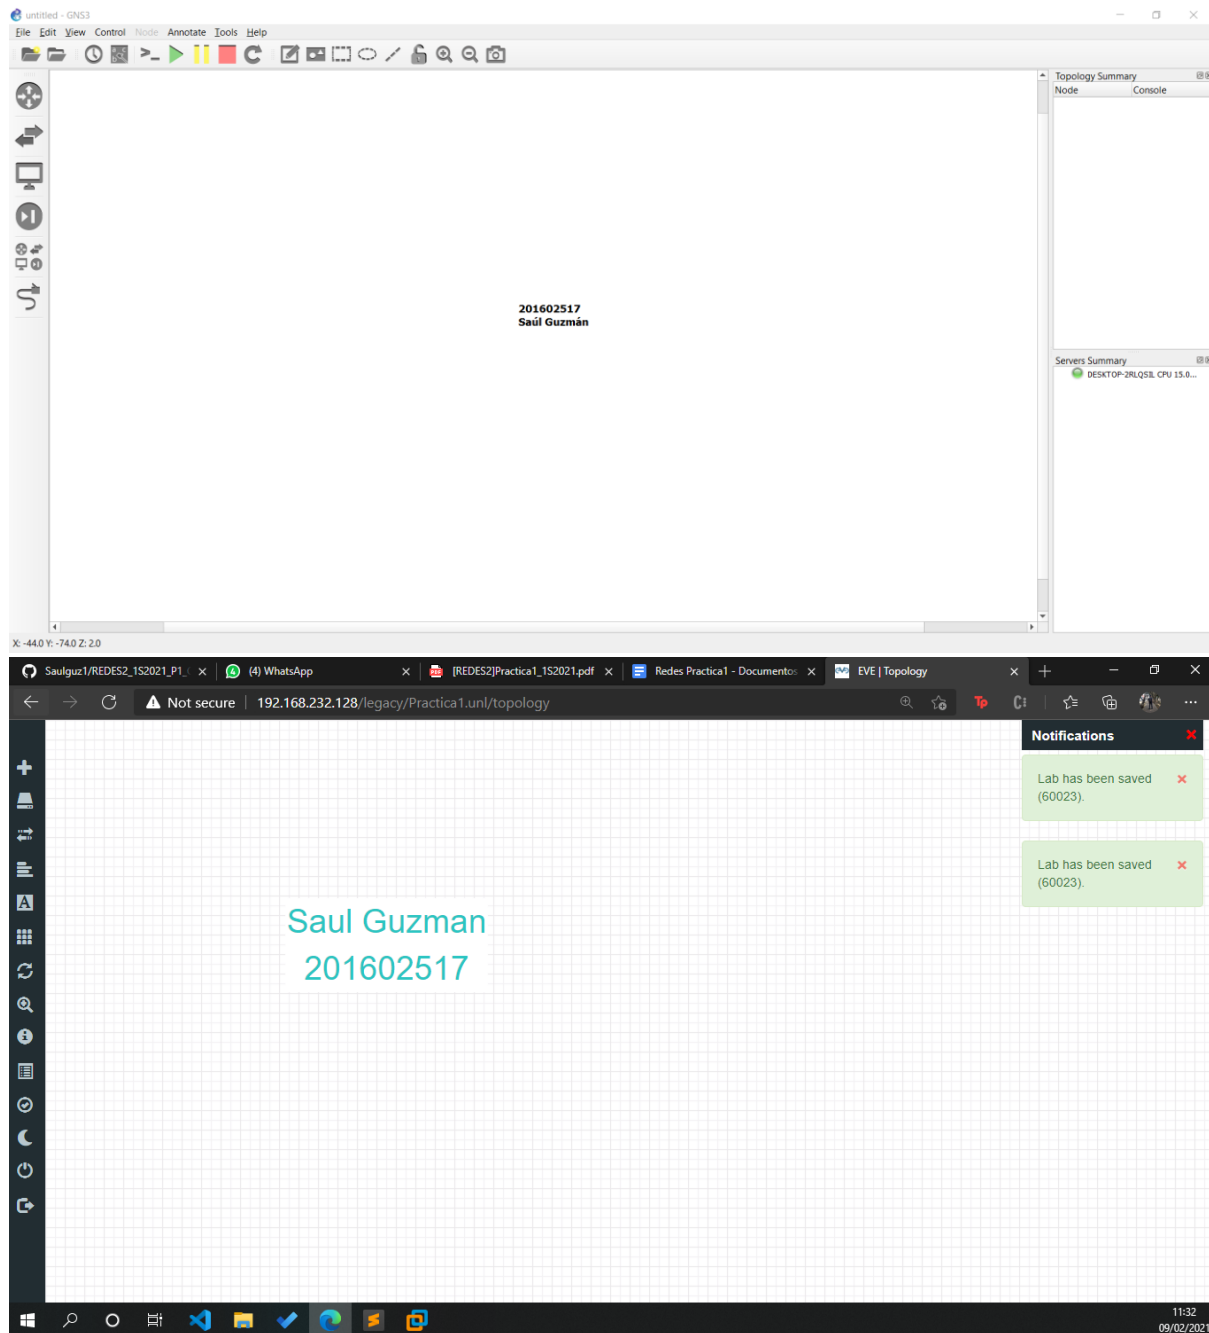 untitled - GNS3
File Edit View Control Node Annotate Tools Help
Topology Summary
Node Console
201602517
Saúl Guzmán
Servers Summary
DESKTOP-2RLQSIL CPU 15.0...
X: -44.0 Y: -74.0 Z: 2.0
Saulguz1/REDES2_1S2021_P1_ (4) WhatsApp [REDES2]Practica1_1S2021.pdf Redes Practica1 - Documentos EVE | Topology
Not secure 192.168.232.128/legacy/Practica1.unl/topology
Notifications
Lab has been saved
(60023).
Lab has been saved
(60023).
Saul Guzman
201602517
11:32
09/02/2021